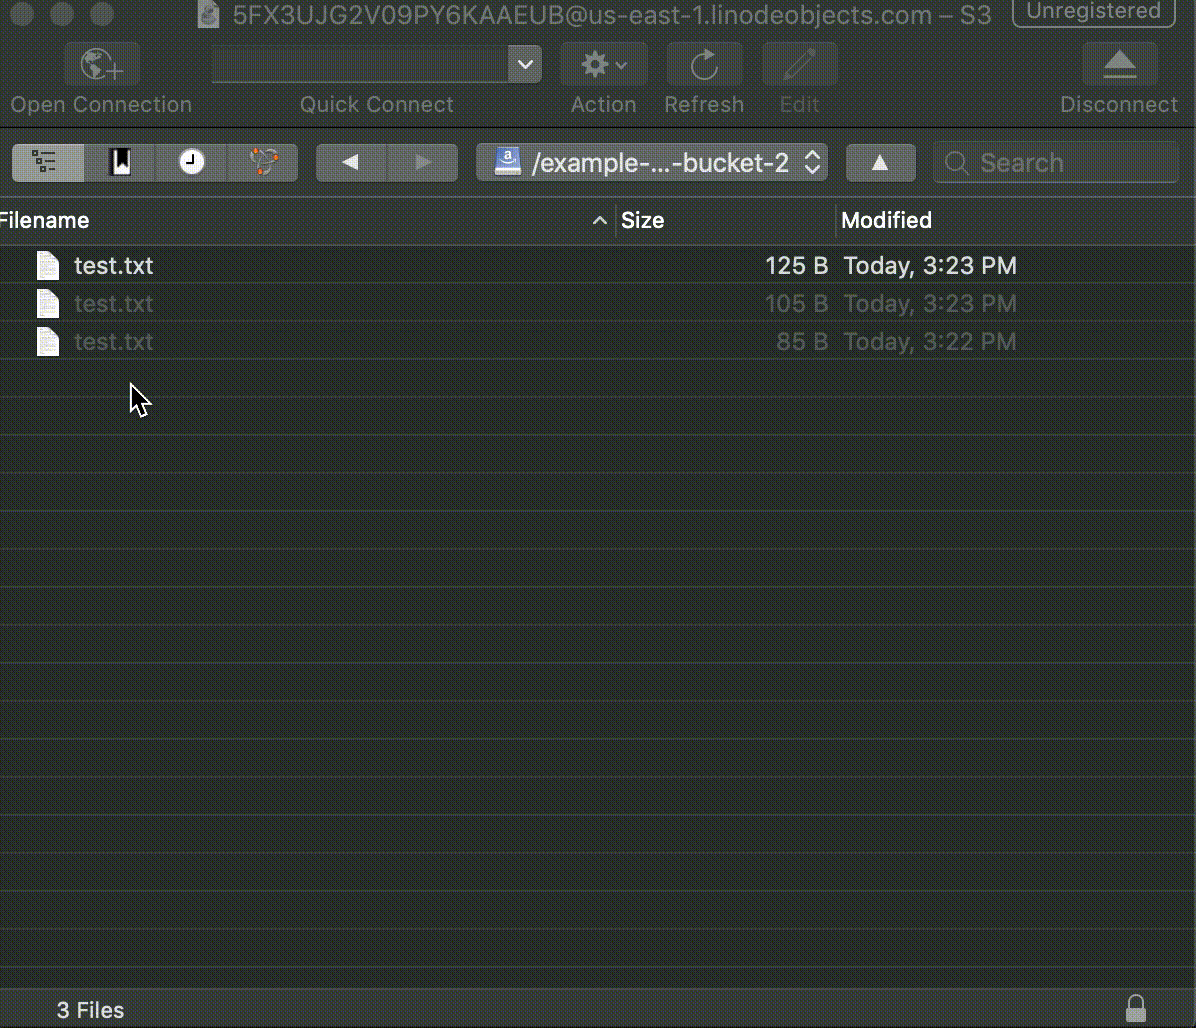 5FX3UJG2V09PY6KAAEUB@us-east-1.linodeobjects.com – S3 Unregistered
Open Connection Quick Connect Action Refresh Edit Disconnect
a /example-...-bucket-2 Search
Filename Size Modified
test.txt 125 B Today, 3:23 PM
test.txt 105 B Today, 3:23 PM
test.txt 85 B Today, 3:22 PM
3 Files